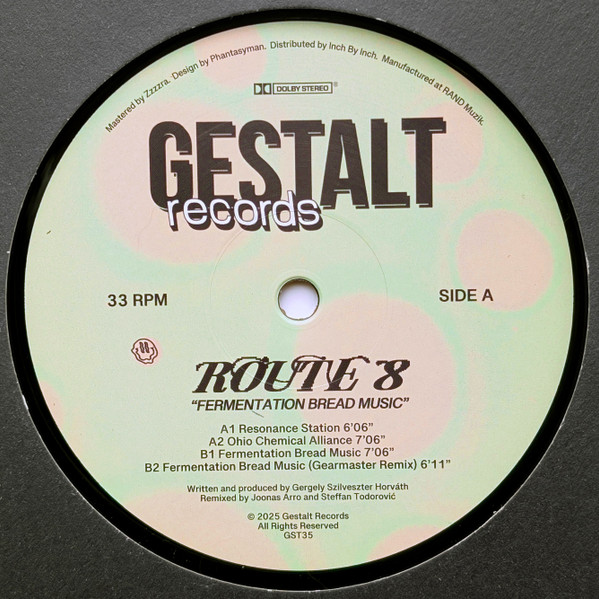 Mastered by Zzzzra. Design by Phantasyman. Distributed by Inch By Inch. Manufactured at RAND Muzik.
DOLBY STEREO
GESTALT
records
33 RPM
SIDE A
ROUTE 8
“FERMENTATION BREAD MUSIC”
A1 Resonance Station 6’06”
A2 Ohio Chemical Alliance 7’06”
B1 Fermentation Bread Music 7’06”
B2 Fermentation Bread Music (Gearmaster Remix) 6’11”
Written and produced by Gergely Szilveszter Horváth
Remixed by Joonas Arro and Steffan Todorović
© 2025 Gestalt Records
All Rights Reserved
GST35